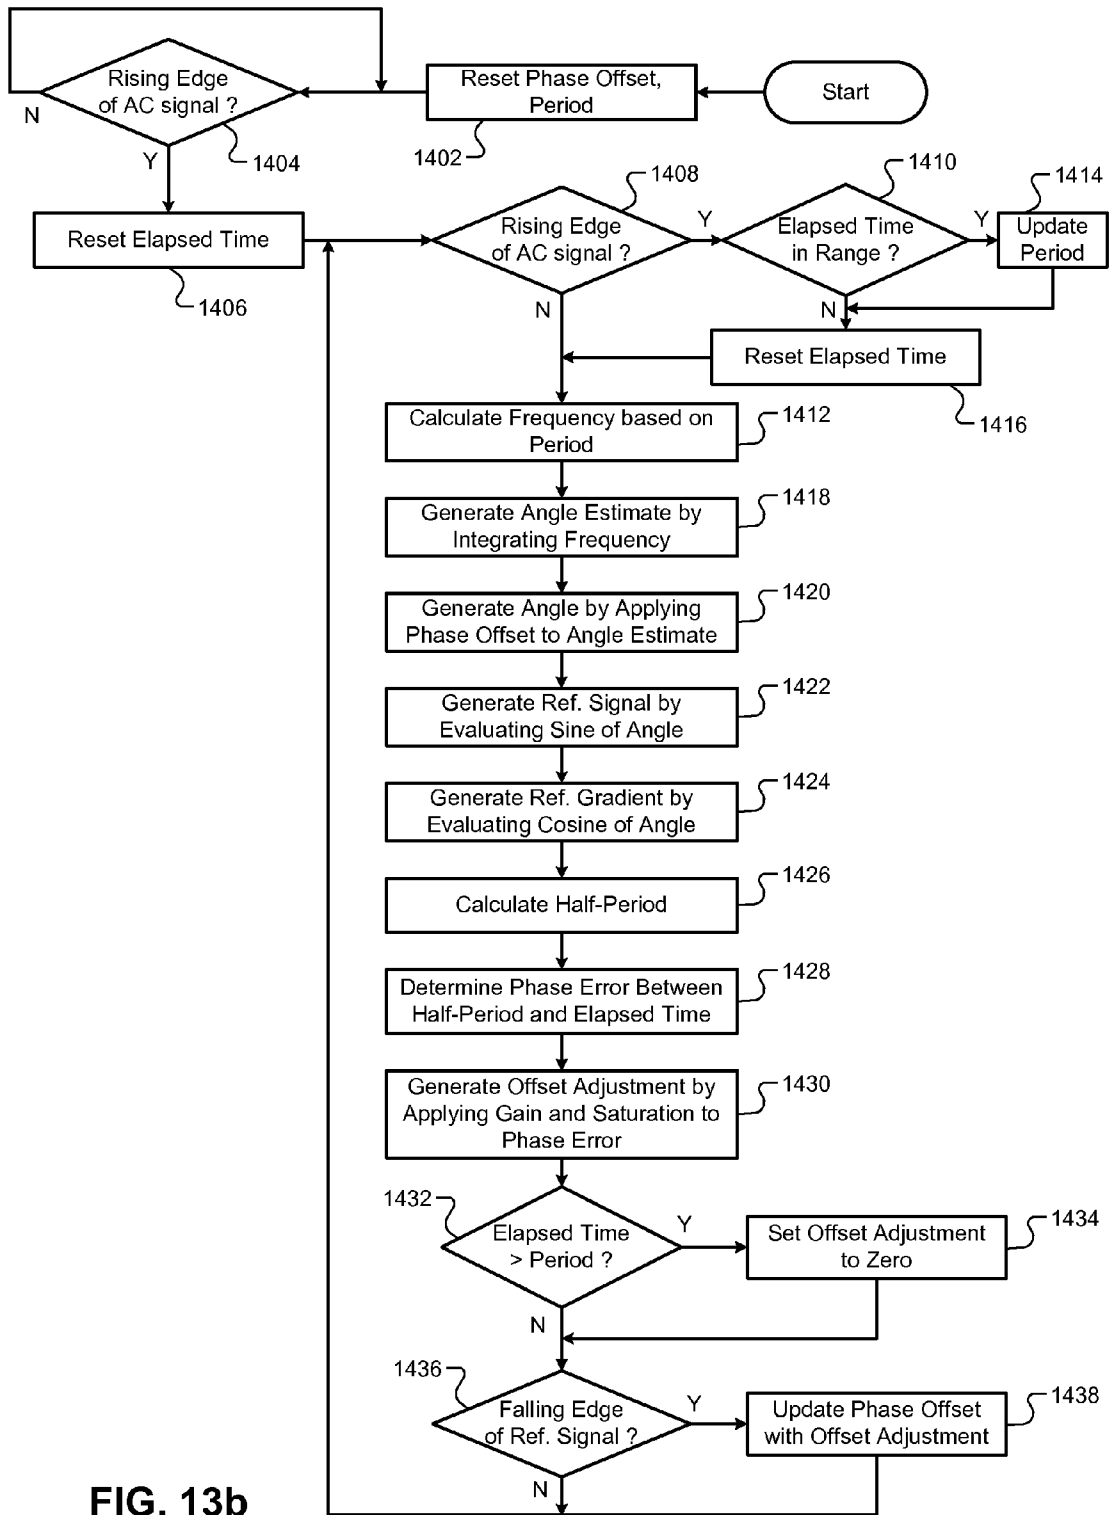 Start
Reset Phase Offset,
Period
1402
Rising Edge
of AC signal ?
N
Y
1404
Reset Elapsed Time
1406
Rising Edge
of AC signal ?
1408
Y
N
Elapsed Time
in Range ?
1410
Y
N
Update
Period
1414
Reset Elapsed Time
1416
Calculate Frequency based on
Period
1412
Generate Angle Estimate by
Integrating Frequency
1418
Generate Angle by Applying
Phase Offset to Angle Estimate
1420
Generate Ref. Signal by
Evaluating Sine of Angle
1422
Generate Ref. Gradient by
Evaluating Cosine of Angle
1424
Calculate Half-Period
1426
Determine Phase Error Between
Half-Period and Elapsed Time
1428
Generate Offset Adjustment by
Applying Gain and Saturation to
Phase Error
1430
Elapsed Time
> Period ?
1432
Y
N
Set Offset Adjustment
to Zero
1434
Falling Edge
of Ref. Signal ?
1436
Y
N
Update Phase Offset
with Offset Adjustment
1438
FIG. 13b